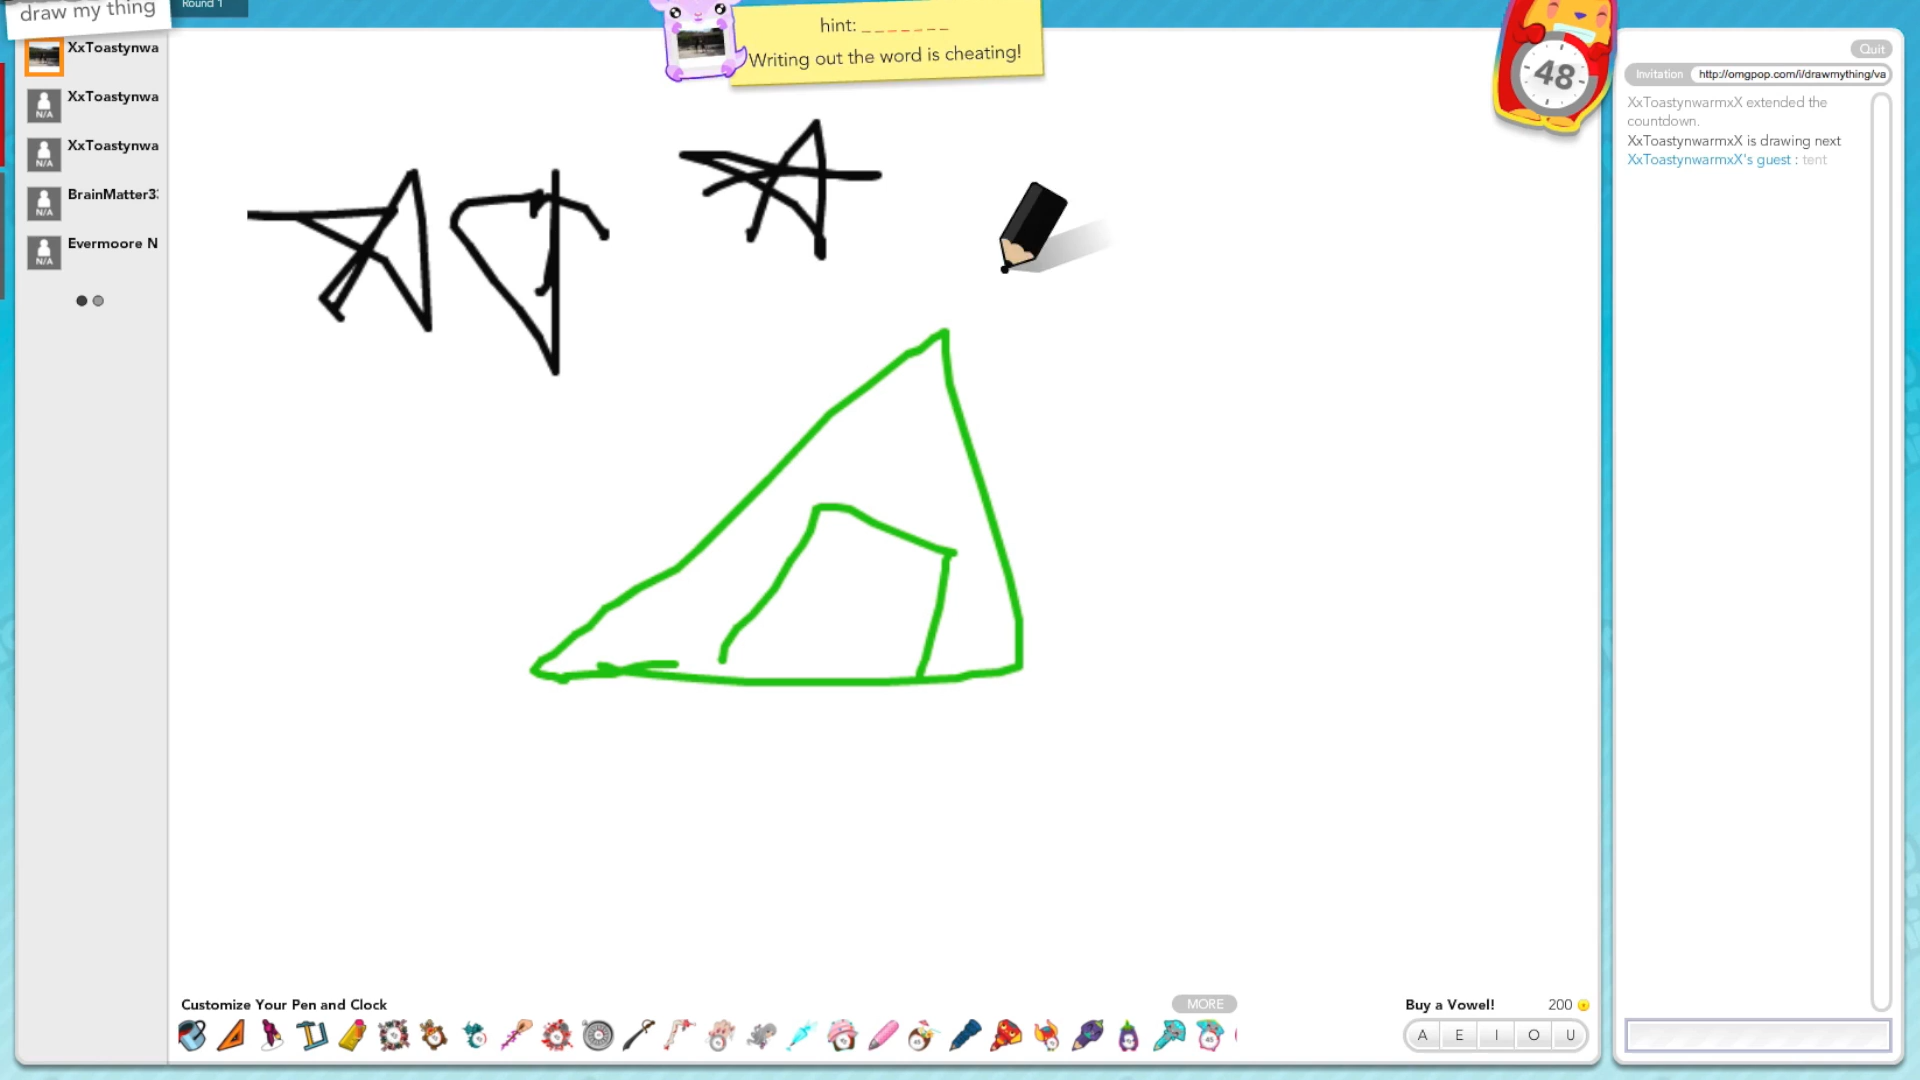 draw my thing
Round 1
hint: _ _ _ _ _ _ _
Writing out the word is cheating!
48
Quit
Invitation http://omgpop.com/i/drawmything/va
XxToastynwa
N/A XxToastynwa
N/A XxToastynwa
N/A BrainMatter3
N/A Evermoore N
XxToastynwarmxX extended the
countdown.
XxToastynwarmxX is drawing next
XxToastynwarmxX's guest : tent
Customize Your Pen and Clock
MORE
Buy a Vowel! 200
A E I O U